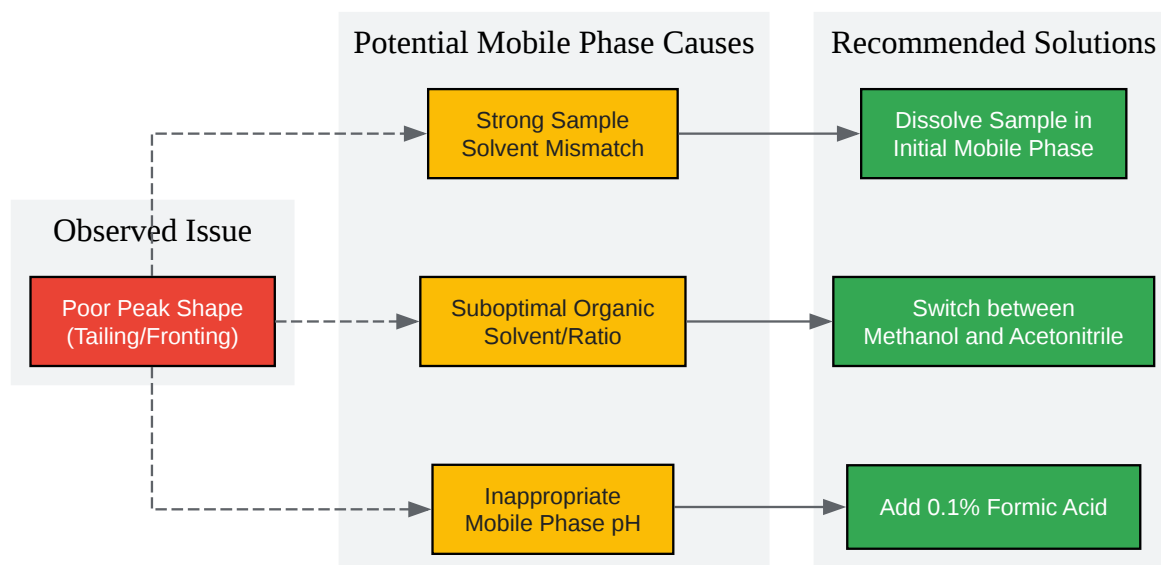 Potential Mobile Phase Causes
Recommended Solutions
Strong Sample
Solvent Mismatch
Dissolve Sample in
Initial Mobile Phase
Observed Issue
Poor Peak Shape
(Tailing/Fronting)
Suboptimal Organic
Solvent/Ratio
Switch between
Methanol and Acetonitrile
Inappropriate
Mobile Phase pH
Add 0.1% Formic Acid